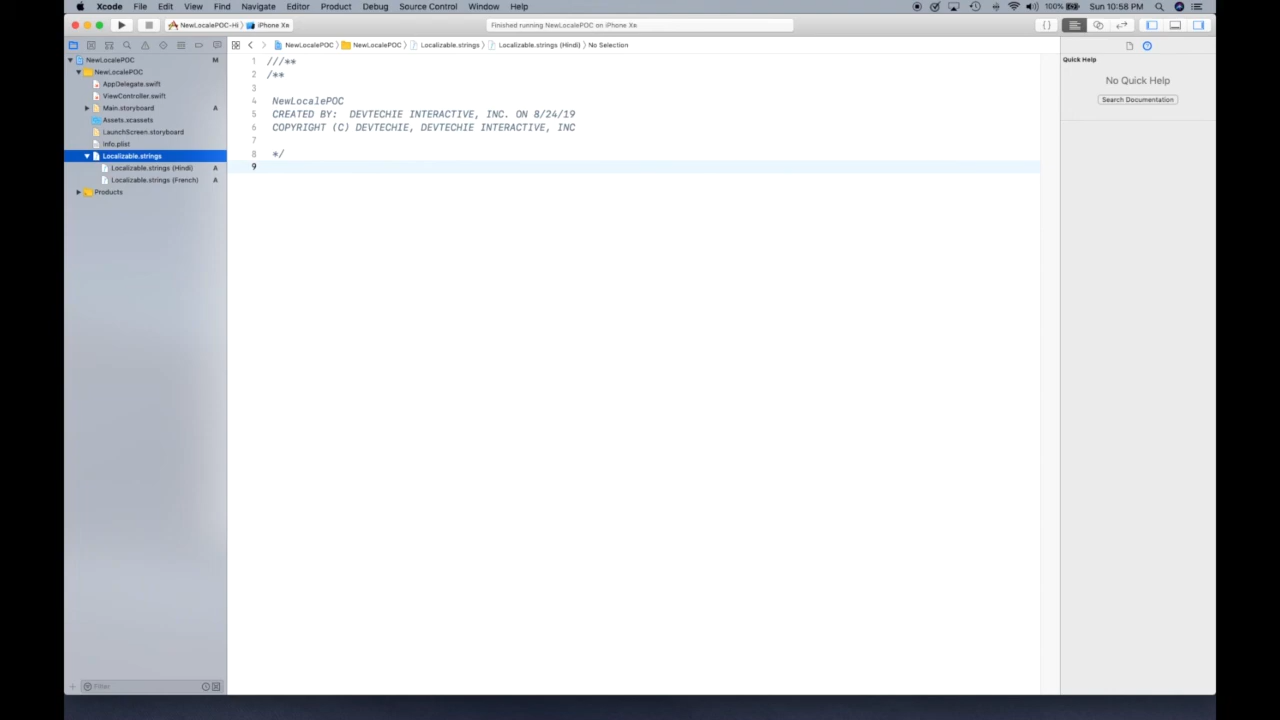 Xcode File Edit View Find Navigate Editor Product Debug Source Control Window Help 100% Sun 10:58 PM
NewLocalePOC-Hi iPhone Xʀ Finished running NewLocalePOC on iPhone Xʀ
NewLocalePOC NewLocalePOC Localizable.strings Localizable.strings (Hindi) No Selection
NewLocalePOC M
NewLocalePOC
AppDelegate.swift
ViewController.swift
Main.storyboard A
Assets.xcassets
LaunchScreen.storyboard
Info.plist
Localizable.strings
Localizable.strings (Hindi) A
Localizable.strings (French) A
Products
Filter
1 ///**
2 /**
3
4 NewLocalePOC
5 CREATED BY: DEVTECHIE INTERACTIVE, INC. ON 8/24/19
6 COPYRIGHT (C) DEVTECHIE, DEVTECHIE INTERACTIVE, INC
7
8 */
9
Quick Help
No Quick Help
Search Documentation